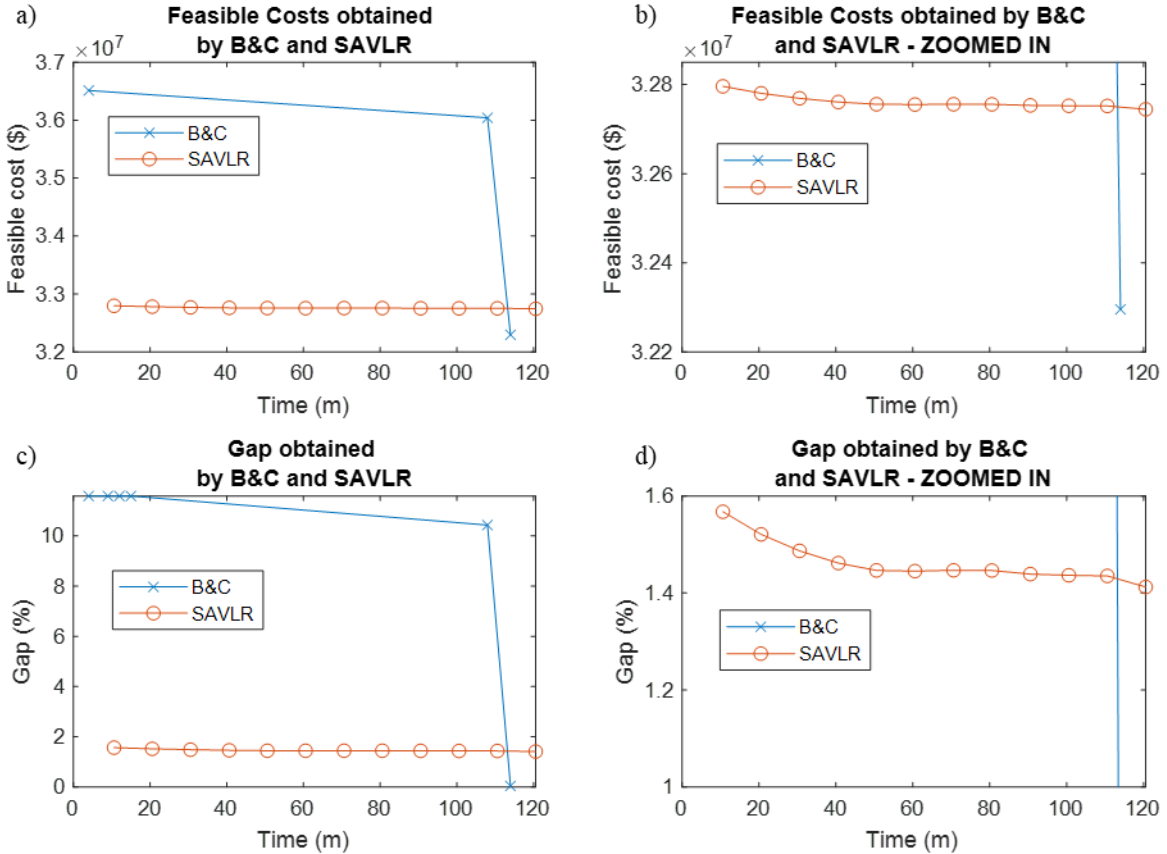 a)
Feasible Costs obtained
by B&C and SAVLR
×10⁷
3.7
3.6
3.5
3.4
3.3
3.2
Feasible cost ($)
B&C
SAVLR
0 20 40 60 80 100 120
Time (m)
b)
Feasible Costs obtained by B&C
and SAVLR - ZOOMED IN
×10⁷
3.28
3.26
3.24
3.22
Feasible cost ($)
B&C
SAVLR
0 20 40 60 80 100 120
Time (m)
c)
Gap obtained
by B&C and SAVLR
10
8
6
4
2
0
Gap (%)
B&C
SAVLR
0 20 40 60 80 100 120
Time (m)
d)
Gap obtained by B&C
and SAVLR - ZOOMED IN
1.6
1.4
1.2
1
Gap (%)
B&C
SAVLR
0 20 40 60 80 100 120
Time (m)